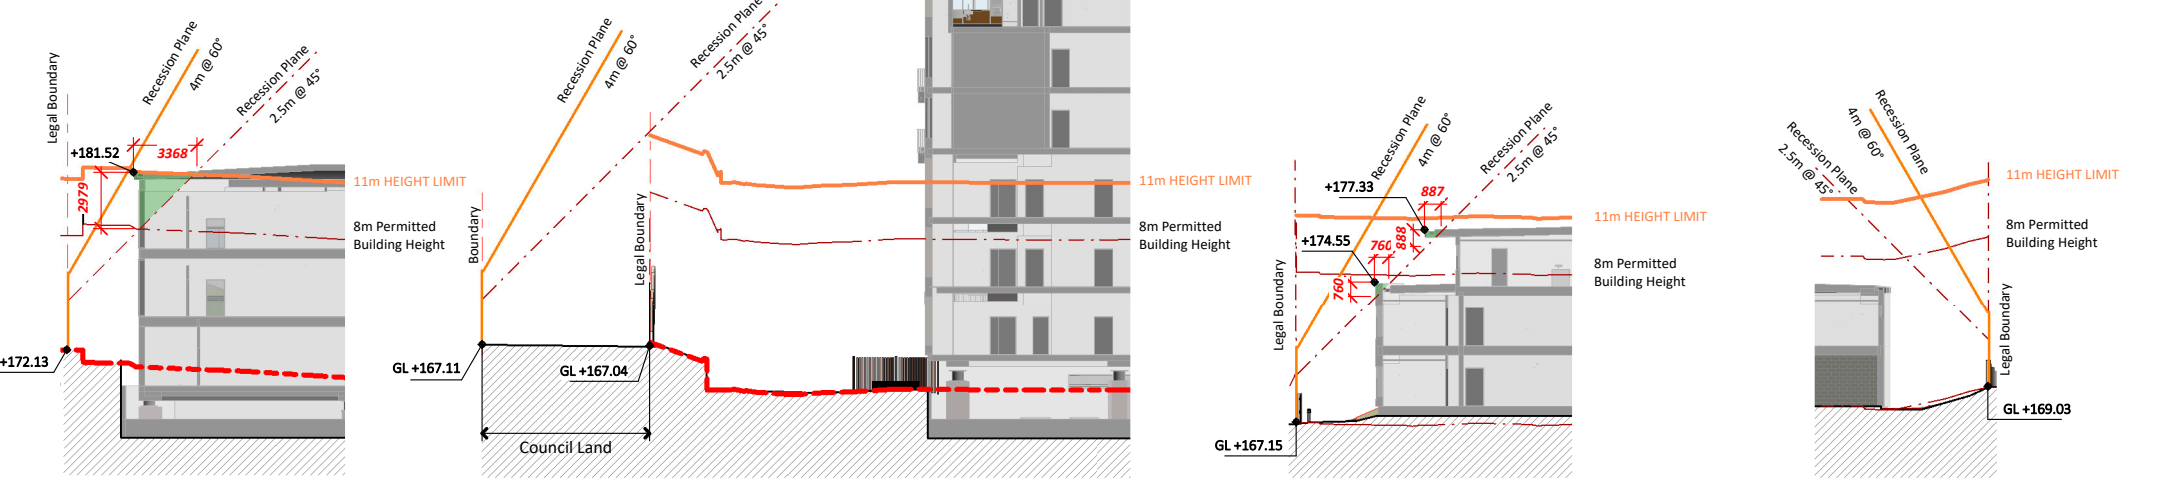 Legal Boundary
Recession Plane
4m @ 60°
Recession Plane
2.5m @ 45°
+181.52
3368
2979
11m HEIGHT LIMIT
8m Permitted
Building Height
+172.13
Recession Plane
4m @ 60°
Recession Plane
2.5m @ 45°
Boundary
Legal Boundary
11m HEIGHT LIMIT
8m Permitted
Building Height
GL +167.11
GL +167.04
Council Land
Recession Plane
4m @ 60°
Recession Plane
2.5m @ 45°
+177.33
887
+174.55
760
888
760
Legal Boundary
11m HEIGHT LIMIT
8m Permitted
Building Height
GL +167.15
Recession Plane
4m @ 60°
Recession Plane
2.5m @ 45°
11m HEIGHT LIMIT
8m Permitted
Building Height
Legal Boundary
GL +169.03